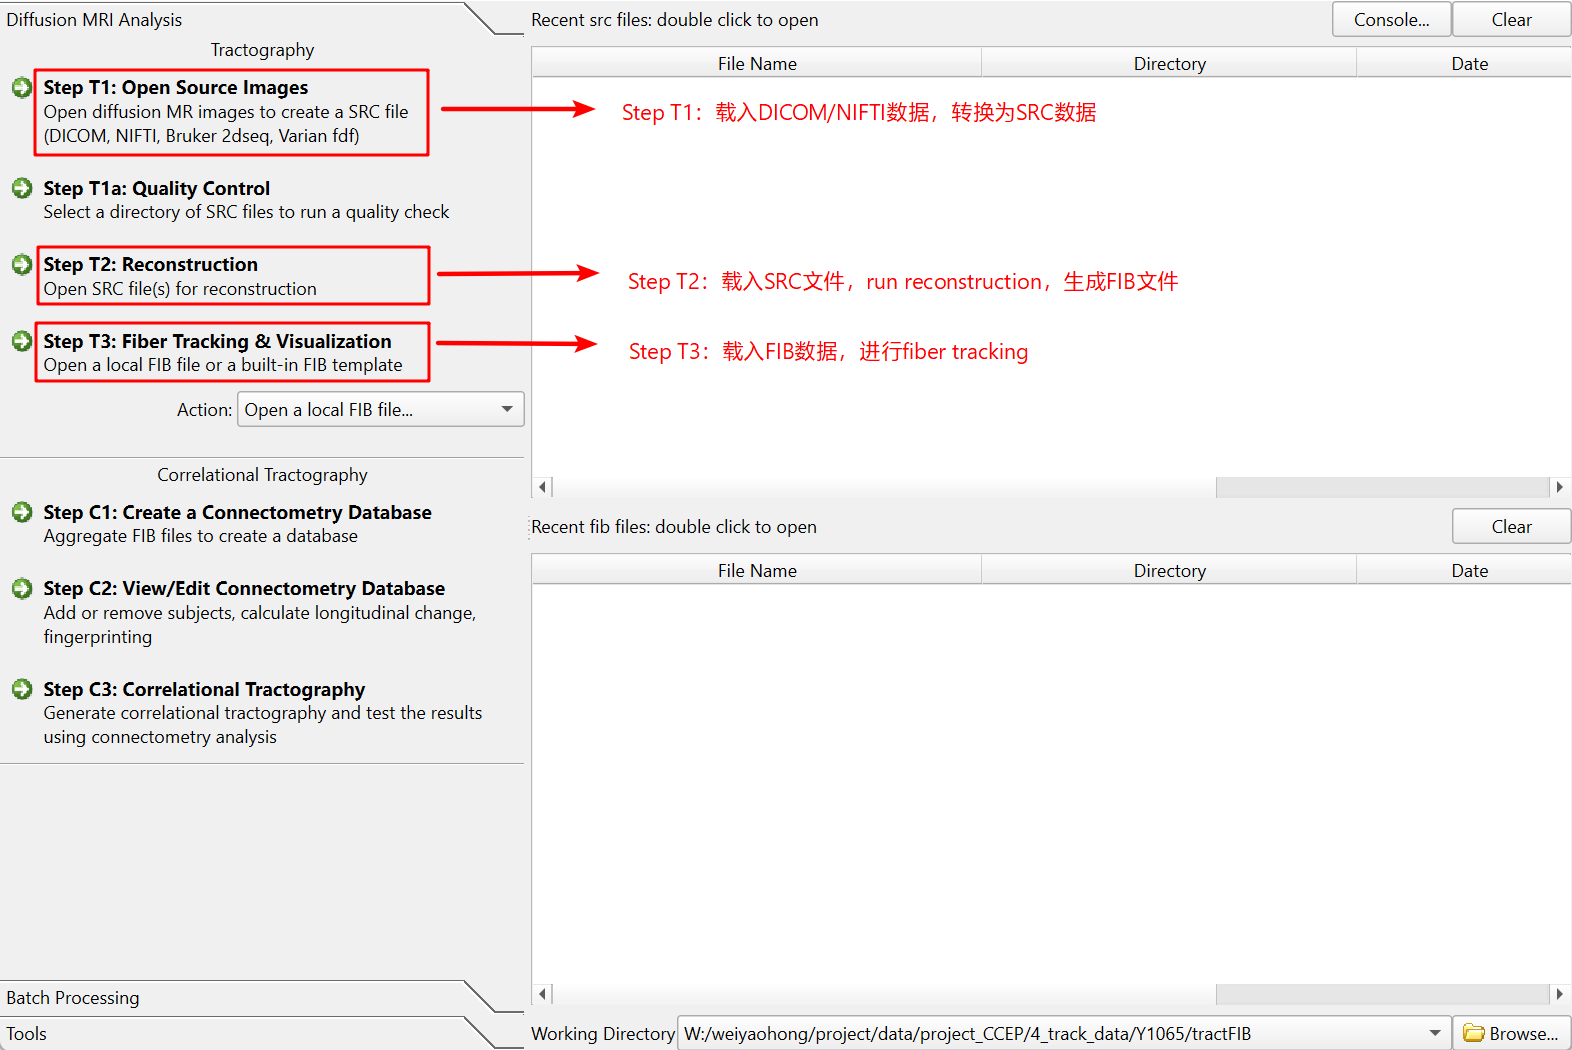 Diffusion MRI Analysis
Tractography
Step T1: Open Source Images
Open diffusion MR images to create a SRC file
(DICOM, NIFTI, Bruker 2dseq, Varian fdf)
Step T1a: Quality Control
Select a directory of SRC files to run a quality check
Step T2: Reconstruction
Open SRC file(s) for reconstruction
Step T3: Fiber Tracking & Visualization
Open a local FIB file or a built-in FIB template
Action: Open a local FIB file...
Correlational Tractography
Step C1: Create a Connectometry Database
Aggregate FIB files to create a database
Step C2: View/Edit Connectometry Database
Add or remove subjects, calculate longitudinal change,
fingerprinting
Step C3: Correlational Tractography
Generate correlational tractography and test the results
using connectometry analysis
Batch Processing
Tools
Recent src files: double click to open
Console...
Clear
File Name
Directory
Date
Step T1：载入DICOM/NIFTI数据，转换为SRC数据
Step T2：载入SRC文件，run reconstruction，生成FIB文件
Step T3：载入FIB数据，进行fiber tracking
Recent fib files: double click to open
Clear
File Name
Directory
Date
Working Directory W:/weiyaohong/project/data/project_CCEP/4_track_data/Y1065/tractFIB
Browse...